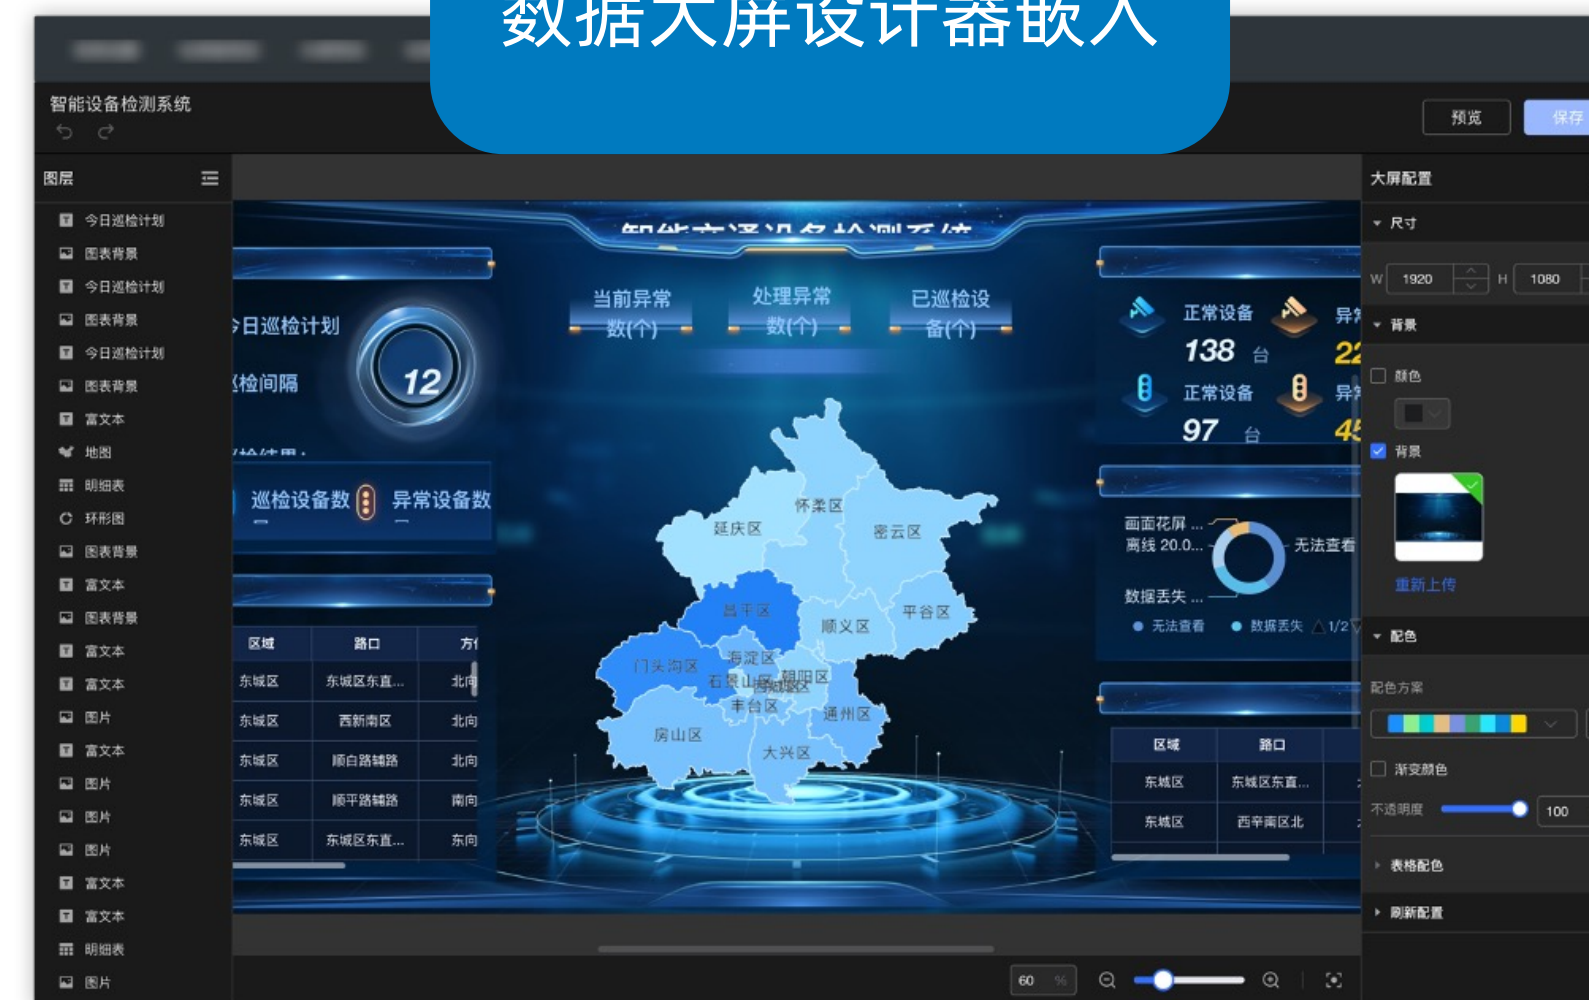 数据大屏设计器嵌入
智能设备检测系统
预览
保存
图层
今日巡检计划
图表背景
今日巡检计划
图表背景
今日巡检计划
图表背景
富文本
地图
明细表
环形图
图表背景
富文本
图表背景
富文本
富文本
图片
富文本
图片
图片
图片
富文本
富文本
明细表
图片
智能交通设备检测系统
今日巡检计划
12
巡检间隔
巡检设备数
异常设备数
区域 路口
东城区 东城区东直... 北向
东城区 西新南区 北向
东城区 顺白路辅路 北向
东城区 顺平路辅路 南向
东城区 东城区东直... 东向
当前异常
数(个)
处理异常
数(个)
已巡检设
备(个)
怀柔区
延庆区
密云区
昌平区
顺义区
平谷区
门头沟区
海淀区
石景山区
朝阳区
丰台区
通州区
房山区
大兴区
正常设备
138 台
22
正常设备
97 台
45
画面花屏 ...
离线 20.0...
无法查看
数据丢失 ...
无法查看 数据丢失 1/2
区域 路口
东城区 东城区东直...
东城区 西辛南区北
大屏配置
尺寸
W 1920 H 1080
背景
颜色
背景
重新上传
配色
配色方案
渐变颜色
不透明度 100
表格配色
刷新配置
60 %